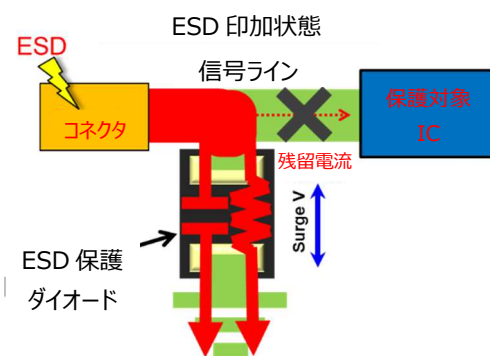 ESD 印加状態
ESD
信号ライン
コネクタ
保護対象
IC
残留電流
Surge V
ESD 保護
ダイオード